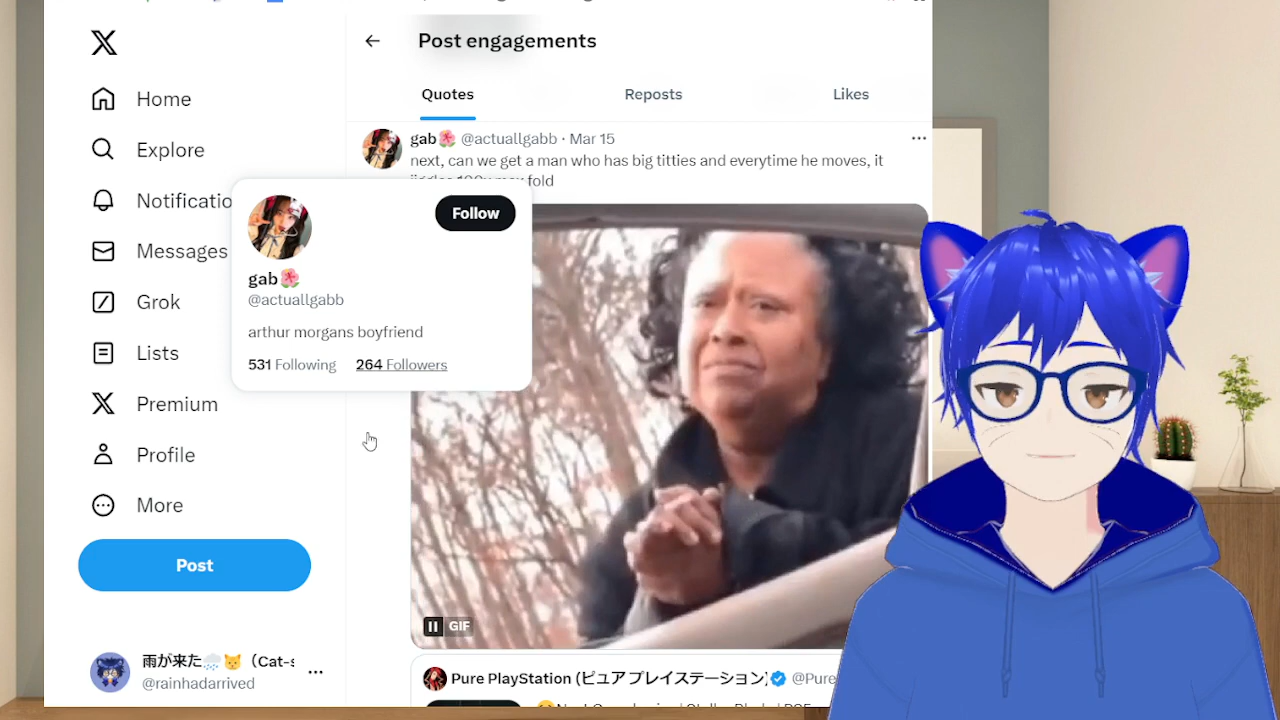 Post engagements
Quotes
Reposts
Likes
Home
Explore
Notificatio
Messages
Grok
Lists
Premium
Profile
More
Post
雨が来た🌧️😼 (Cat-s
@rainhadarrived
gab🌺 @actuallgabb · Mar 15
next, can we get a man who has big titties and everytime he moves, it
fold
Follow
gab🌺
@actuallgabb
arthur morgans boyfriend
531 Following 264 Followers
GIF
Pure PlayStation (ピュアプレイステーション) @Pure